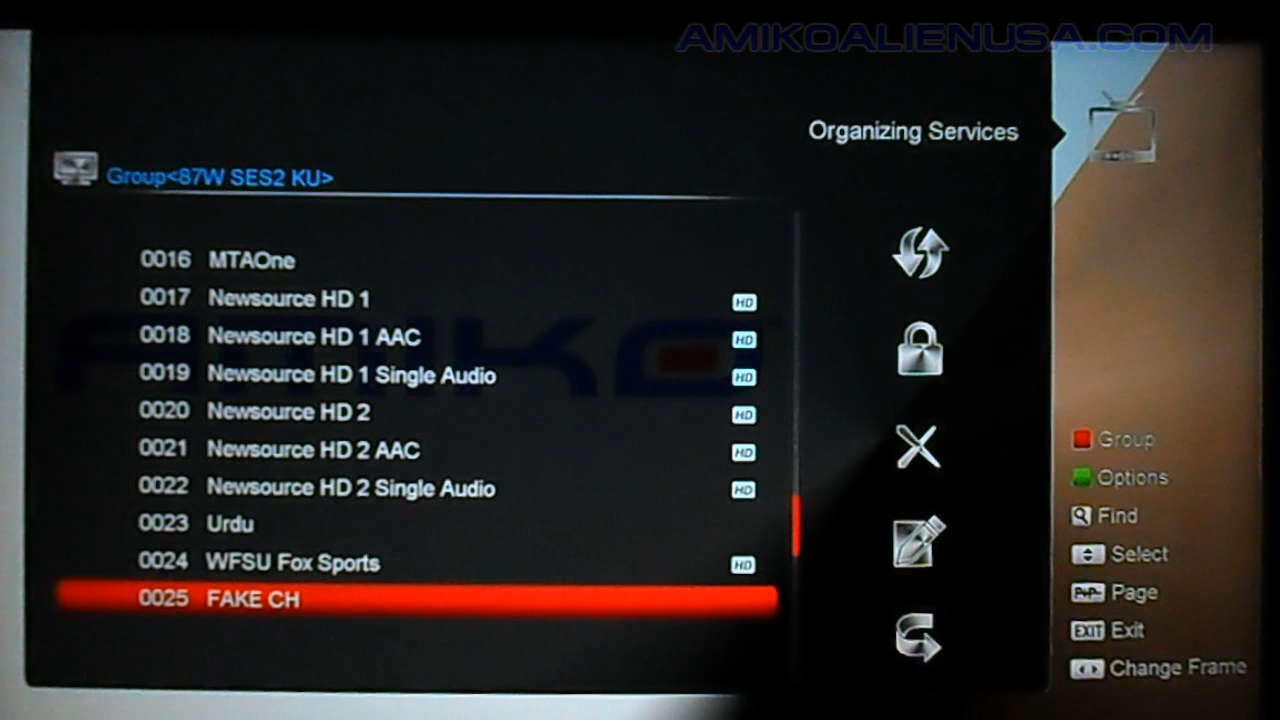 AMIKOALIENUSA.COM
Organizing Services
Group<87W SES2 KU>
0016 MTAOne
0017 Newsource HD 1 HD
0018 Newsource HD 1 AAC HD
0019 Newsource HD 1 Single Audio HD
0020 Newsource HD 2 HD
0021 Newsource HD 2 AAC HD
0022 Newsource HD 2 Single Audio HD
0023 Urdu
0024 WFSU Fox Sports HD
0025 FAKE CH
AMIKO
Group
Options
Find
Select
P+P- Page
EXIT Exit
Change Frame